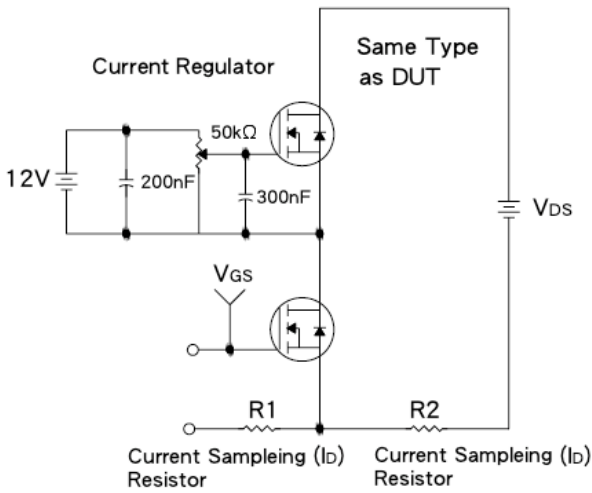 Current Regulator
Same Type
as DUT
50kΩ
12V
200nF
300nF
VDS
VGS
R1
R2
Current Sampleing (ID)
Resistor
Current Sampleing (ID)
Resistor